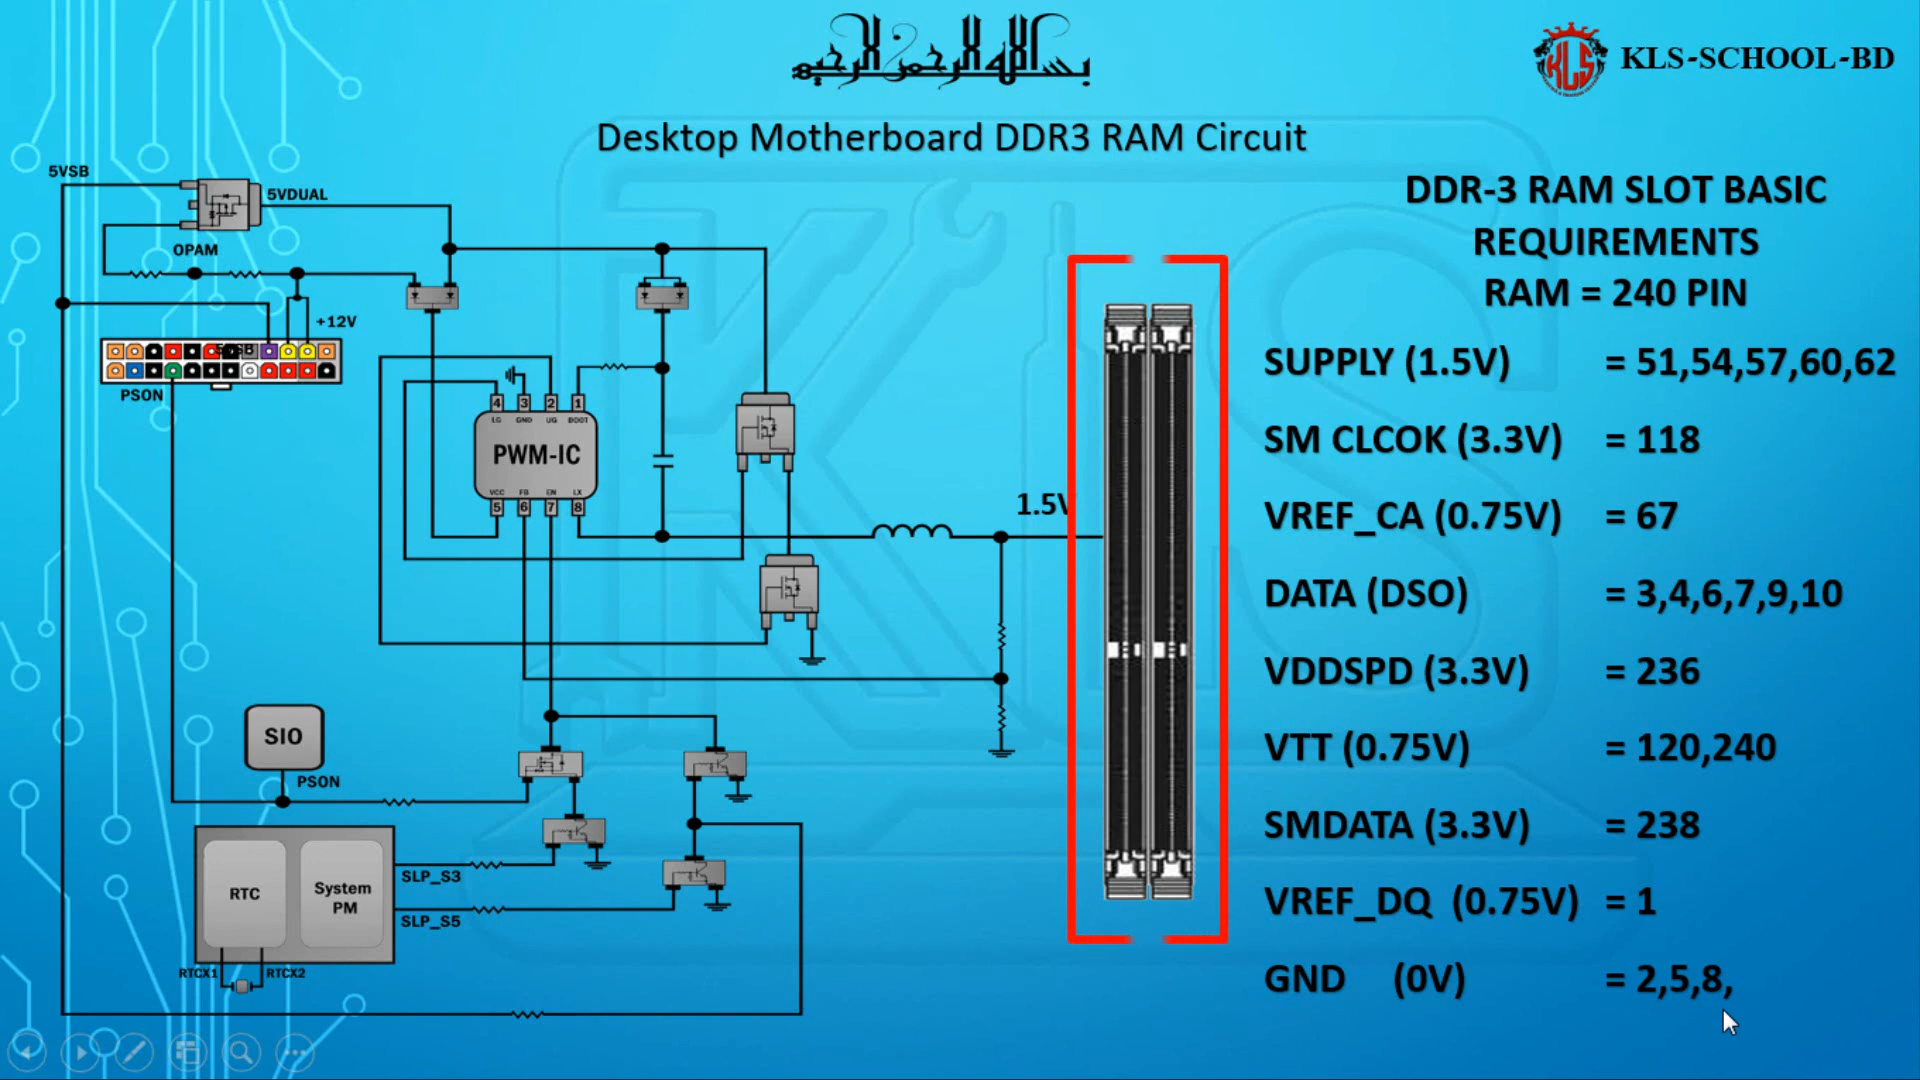 بسم الله الرحمن الرحيم
KLS
KLS-SCHOOL-BD
Desktop Motherboard DDR3 RAM Circuit
5VSB
5VDUAL
OPAM
+12V
PSON
4 3 2 1
LG GND UG BOOT
PWM-IC
VCC FB EN LX
5 6 7 8
1.5V
SIO
PSON
RTC
System
PM
SLP_S3
SLP_S5
RTCX1
RTCX2
DDR-3 RAM SLOT BASIC
REQUIREMENTS
RAM = 240 PIN
SUPPLY (1.5V) = 51,54,57,60,62
SM CLCOK (3.3V) = 118
VREF_CA (0.75V) = 67
DATA (DSO) = 3,4,6,7,9,10
VDDSPD (3.3V) = 236
VTT (0.75V) = 120,240
SMDATA (3.3V) = 238
VREF_DQ (0.75V) = 1
GND (0V) = 2,5,8,